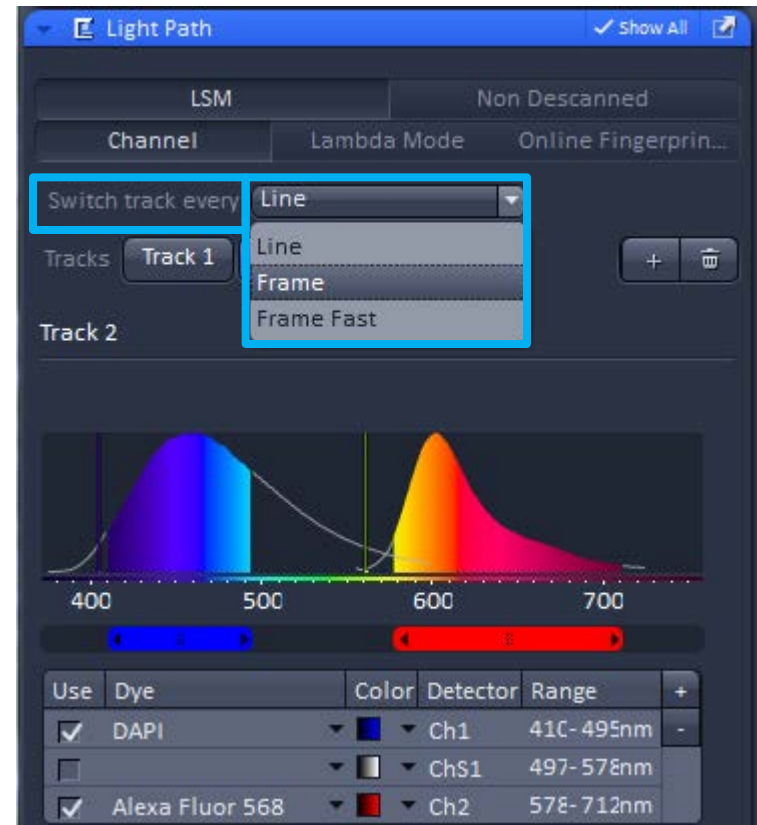 Light Path ✓ Show All
LSM Non Descanned
Channel Lambda Mode Online Fingerprin...
Switch track every Line
Line
Tracks Track 1 +
Frame
Frame Fast
Track 2
400 500 600 700
Use Dye Color Detector Range +
DAPI Ch1 410-495nm -
ChS1 497-578nm
Alexa Fluor 568 Ch2 578-712nm